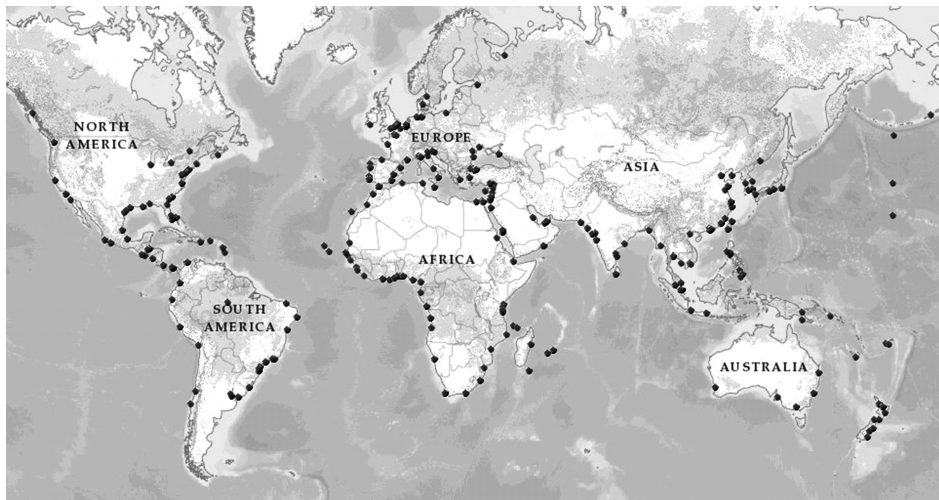 NORTH
AMERICA
EUROPE
ASIA
AFRICA
SOUTH
AMERICA
AUSTRALIA